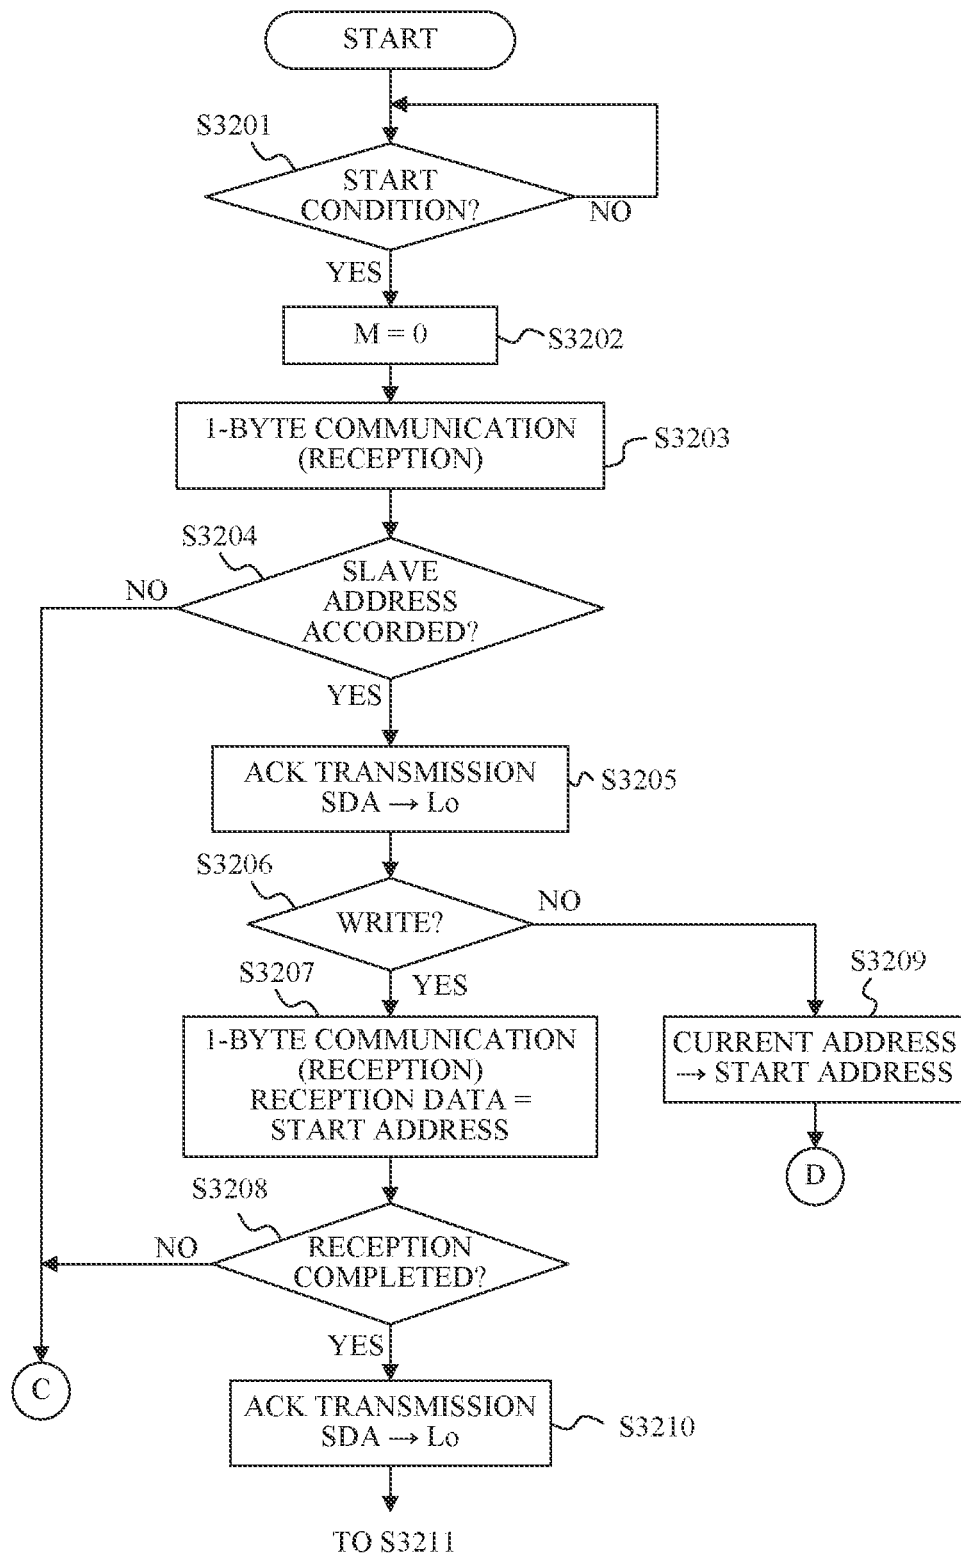 START
S3201
START
CONDITION?
NO
YES
M = 0
S3202
1-BYTE COMMUNICATION
(RECEPTION)
S3203
S3204
NO
SLAVE
ADDRESS
ACCORDED?
YES
ACK TRANSMISSION
SDA → Lo
S3205
S3206
WRITE?
NO
YES
S3207
1-BYTE COMMUNICATION
(RECEPTION)
RECEPTION DATA =
START ADDRESS
S3209
CURRENT ADDRESS
→ START ADDRESS
D
S3208
NO
RECEPTION
COMPLETED?
YES
C
ACK TRANSMISSION
SDA → Lo
S3210
TO S3211